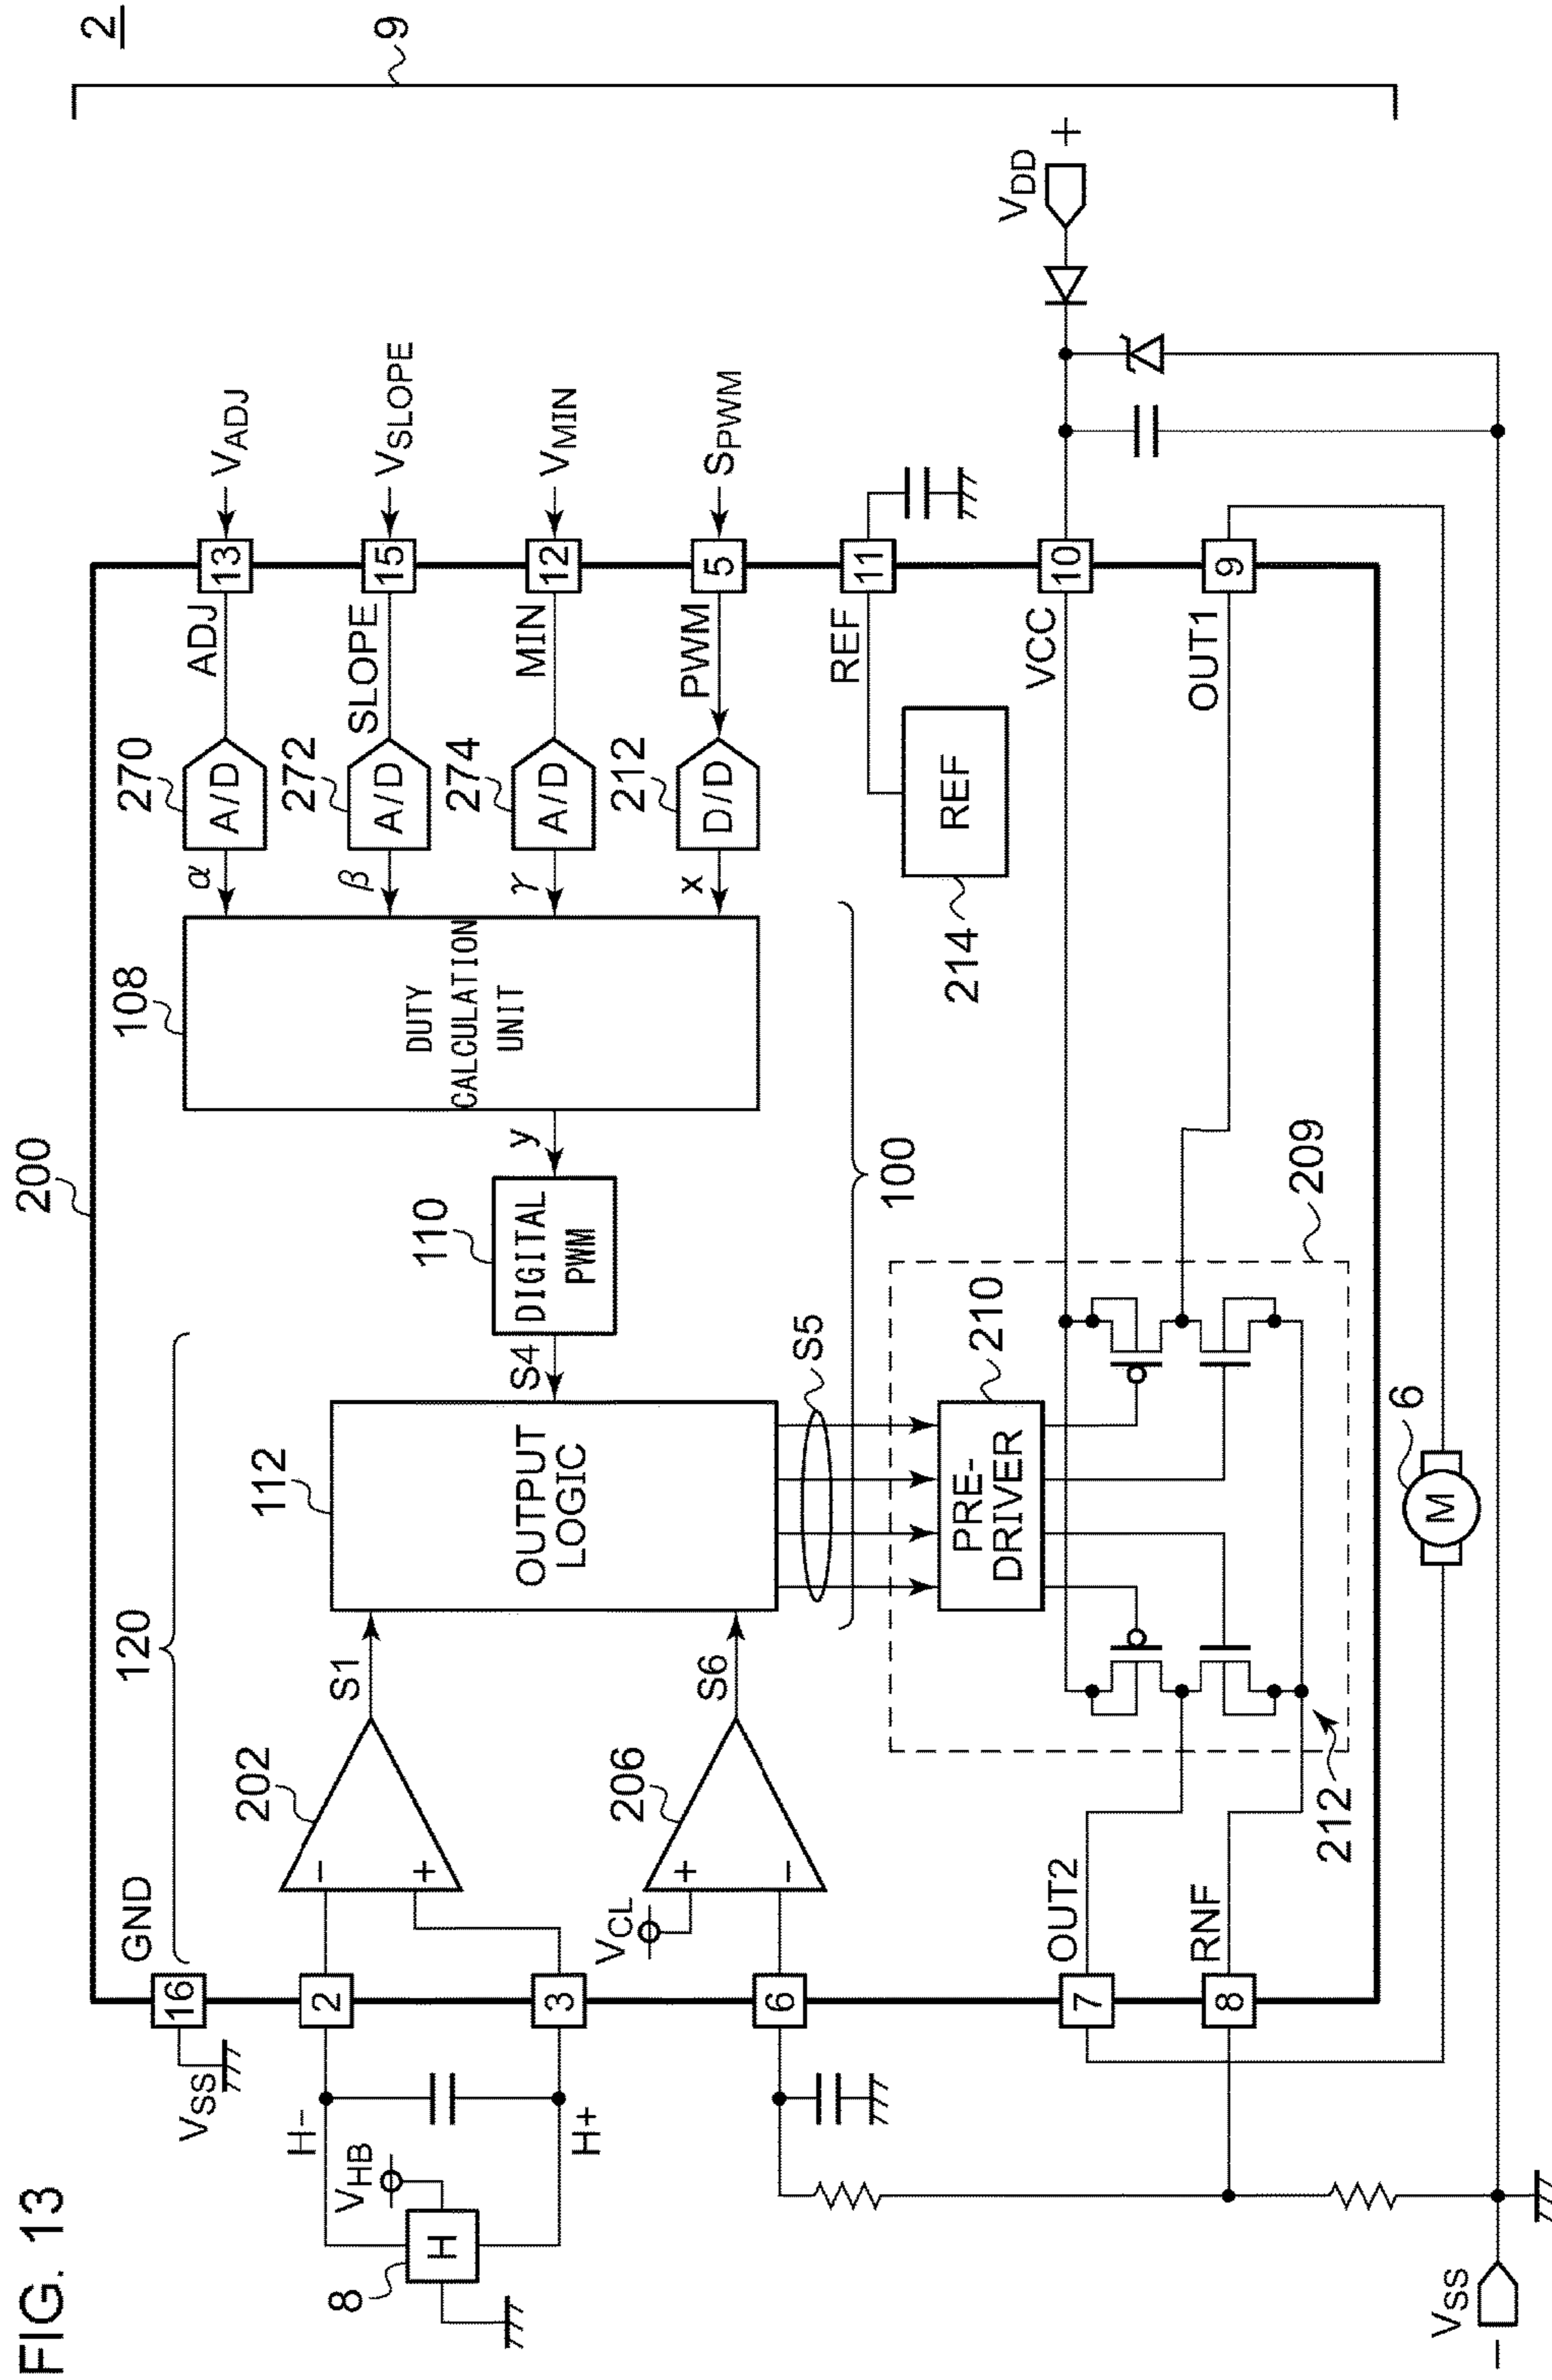 FIG. 13
2
9
200
120
GND
16
VSS
H-
2
202
-
+
S1
3
H+
VHB
H
8
VCL
+
-
206
S6
6
112
OUTPUT
LOGIC
S4
110
DIGITAL
PWM
y
108
DUTY
CALCULATION
UNIT
α
β
γ
x
270
A/D
272
A/D
274
A/D
212
D/D
ADJ
13
VADJ
SLOPE
15
VSLOPE
MIN
12
VMIN
PWM
5
SPWM
S5
100
214
REF
REF
11
210
PRE-
DRIVER
209
212
VCC
10
VDD
+
OUT1
9
OUT2
7
RNF
8
6
M
VSS
-